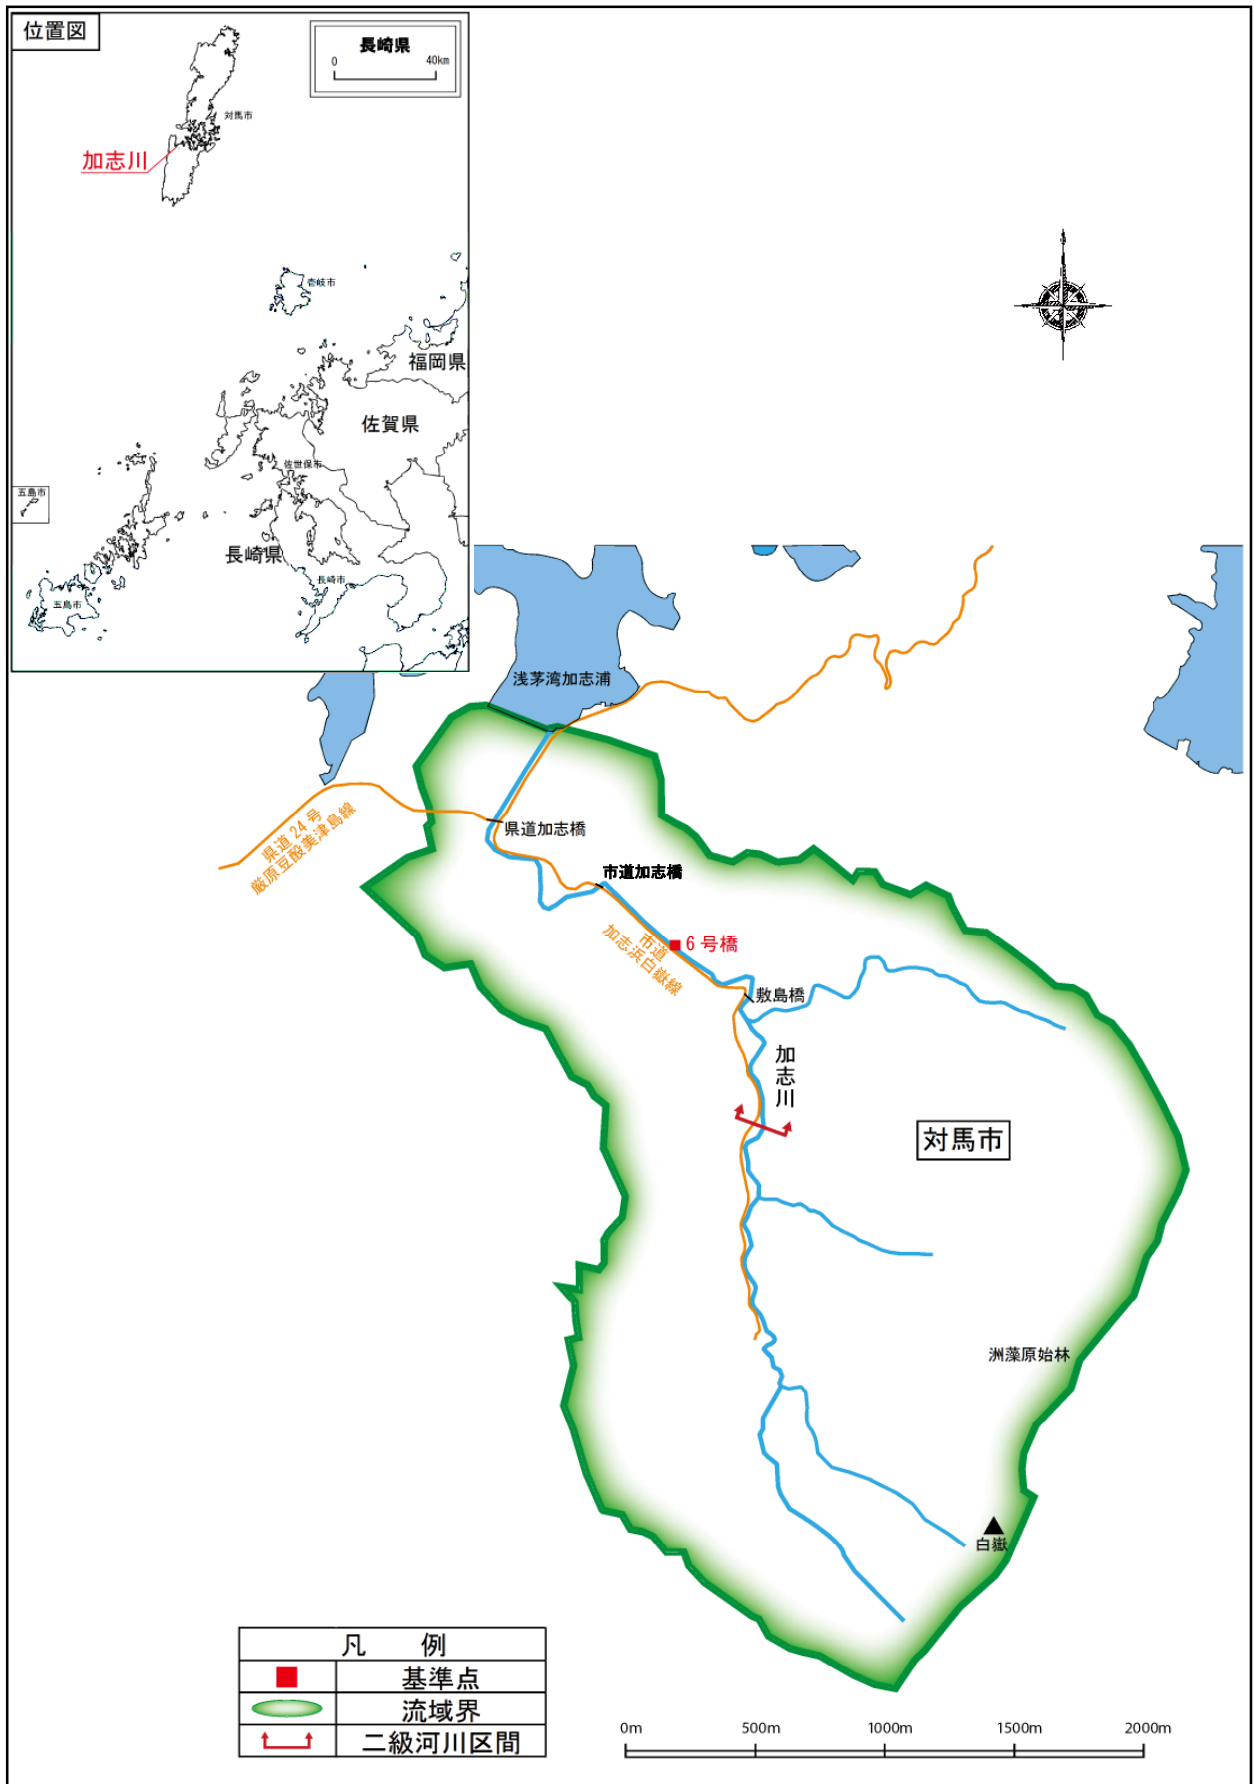 位置図
長崎県
0 40km
対馬市
加志川
壱岐市
福岡県
佐賀県
佐世保市
五島市
長崎県
長崎市
五島市
浅茅湾加志浦
県道加志橋
県道24号
厳原豆酘美津島線
市道加志橋
6号橋
市道
加志浜白嶽線
敷島橋
加志川
対馬市
洲藻原始林
白嶽
凡 例
基準点
流域界
二級河川区間
0m 500m 1000m 1500m 2000m